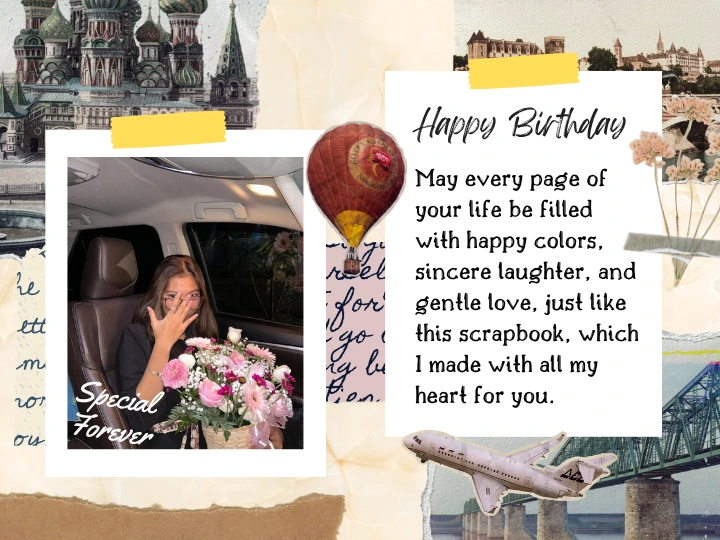 Happy Birthday
May every page of
your life be filled
with happy colors,
sincere laughter, and
gentle love, just like
this scrapbook, which
I made with all my
heart for you.
Special
Forever